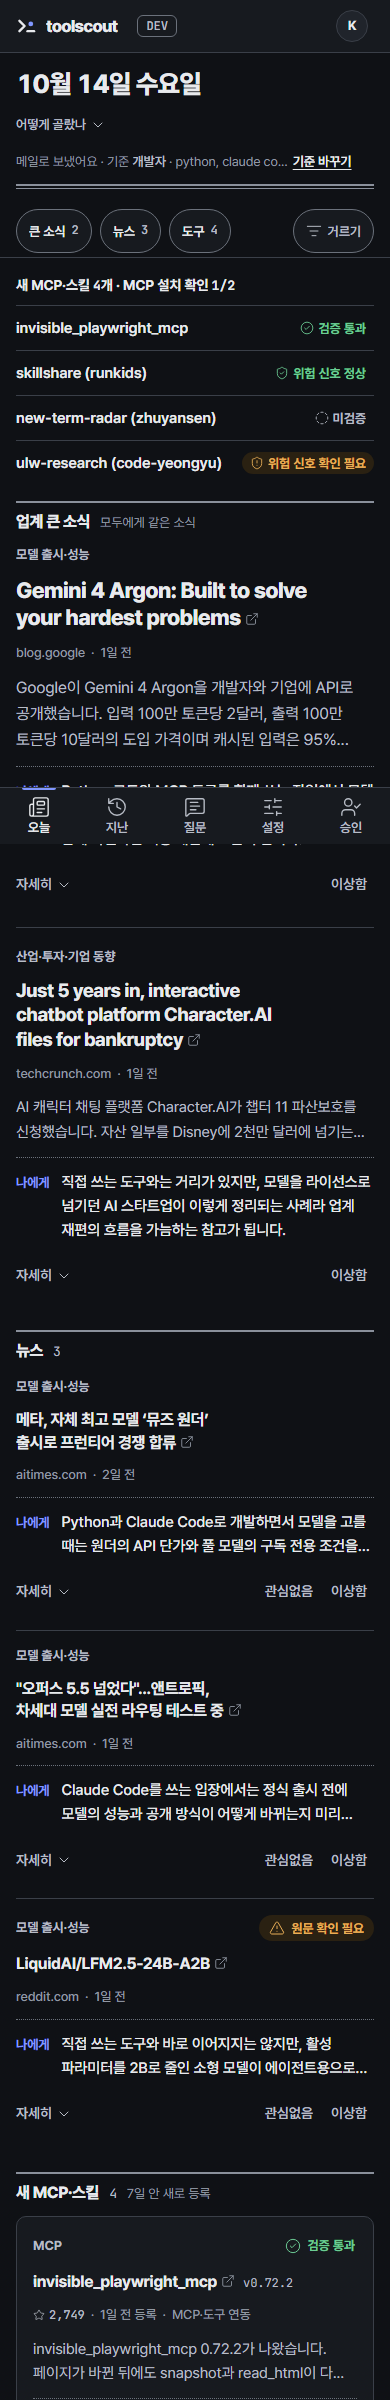 toolscout DEV K
10월 14일 수요일
어떻게 골랐나
메일로 보냈어요 · 기준 개발자 · python, claude co... 기준 바꾸기
큰 소식 2 뉴스 3 도구 4 거르기
새 MCP·스킬 4개 · MCP 설치 확인 1/2
invisible_playwright_mcp 검증 통과
skillshare (runkids) 위험 신호 정상
new-term-radar (zhuyansen) 미검증
ulw-research (code-yeongyu) 위험 신호 확인 필요
업계 큰 소식 모두에게 같은 소식
모델 출시·성능
Gemini 4 Argon: Built to solve
your hardest problems
blog.google · 1일 전
Google이 Gemini 4 Argon을 개발자와 기업에 API로
공개했습니다. 입력 100만 토큰당 2달러, 출력 100만
토큰당 10달러의 도입 가격이며 캐시된 입력은 95%...
오늘 지난 질문 설정 승인
자세히 이상함
산업·투자·기업 동향
Just 5 years in, interactive
chatbot platform Character.AI
files for bankruptcy
techcrunch.com · 1일 전
AI 캐릭터 채팅 플랫폼 Character.AI가 챕터 11 파산보호를
신청했습니다. 자산 일부를 Disney에 2천만 달러에 넘기는...
나에게 직접 쓰는 도구와는 거리가 있지만, 모델을 라이선스로
넘기던 AI 스타트업이 이렇게 정리되는 사례라 업계
재편의 흐름을 가늠하는 참고가 됩니다.
자세히 이상함
뉴스 3
모델 출시·성능
메타, 자체 최고 모델 ‘뮤즈 원더’
출시로 프런티어 경쟁 합류
aitimes.com · 2일 전
나에게 Python과 Claude Code로 개발하면서 모델을 고를
때는 원더의 API 단가와 풀 모델의 구독 전용 조건을...
자세히 관심없음 이상함
모델 출시·성능
"오퍼스 5.5 넘었다"...앤트로픽,
차세대 모델 실전 라우팅 테스트 중
aitimes.com · 1일 전
나에게 Claude Code를 쓰는 입장에서는 정식 출시 전에
모델의 성능과 공개 방식이 어떻게 바뀌는지 미리...
자세히 관심없음 이상함
모델 출시·성능 원문 확인 필요
LiquidAI/LFM2.5-24B-A2B
reddit.com · 1일 전
나에게 직접 쓰는 도구와 바로 이어지지는 않지만, 활성
파라미터를 2B로 줄인 소형 모델이 에이전트용으로...
자세히 관심없음 이상함
새 MCP·스킬 4 7일 안 새로 등록
MCP 검증 통과
invisible_playwright_mcp v0.72.2
2,749 · 1일 전 등록 · MCP·도구 연동
invisible_playwright_mcp 0.72.2가 나왔습니다.
페이지가 바뀐 뒤에도 snapshot과 read_html이 다...